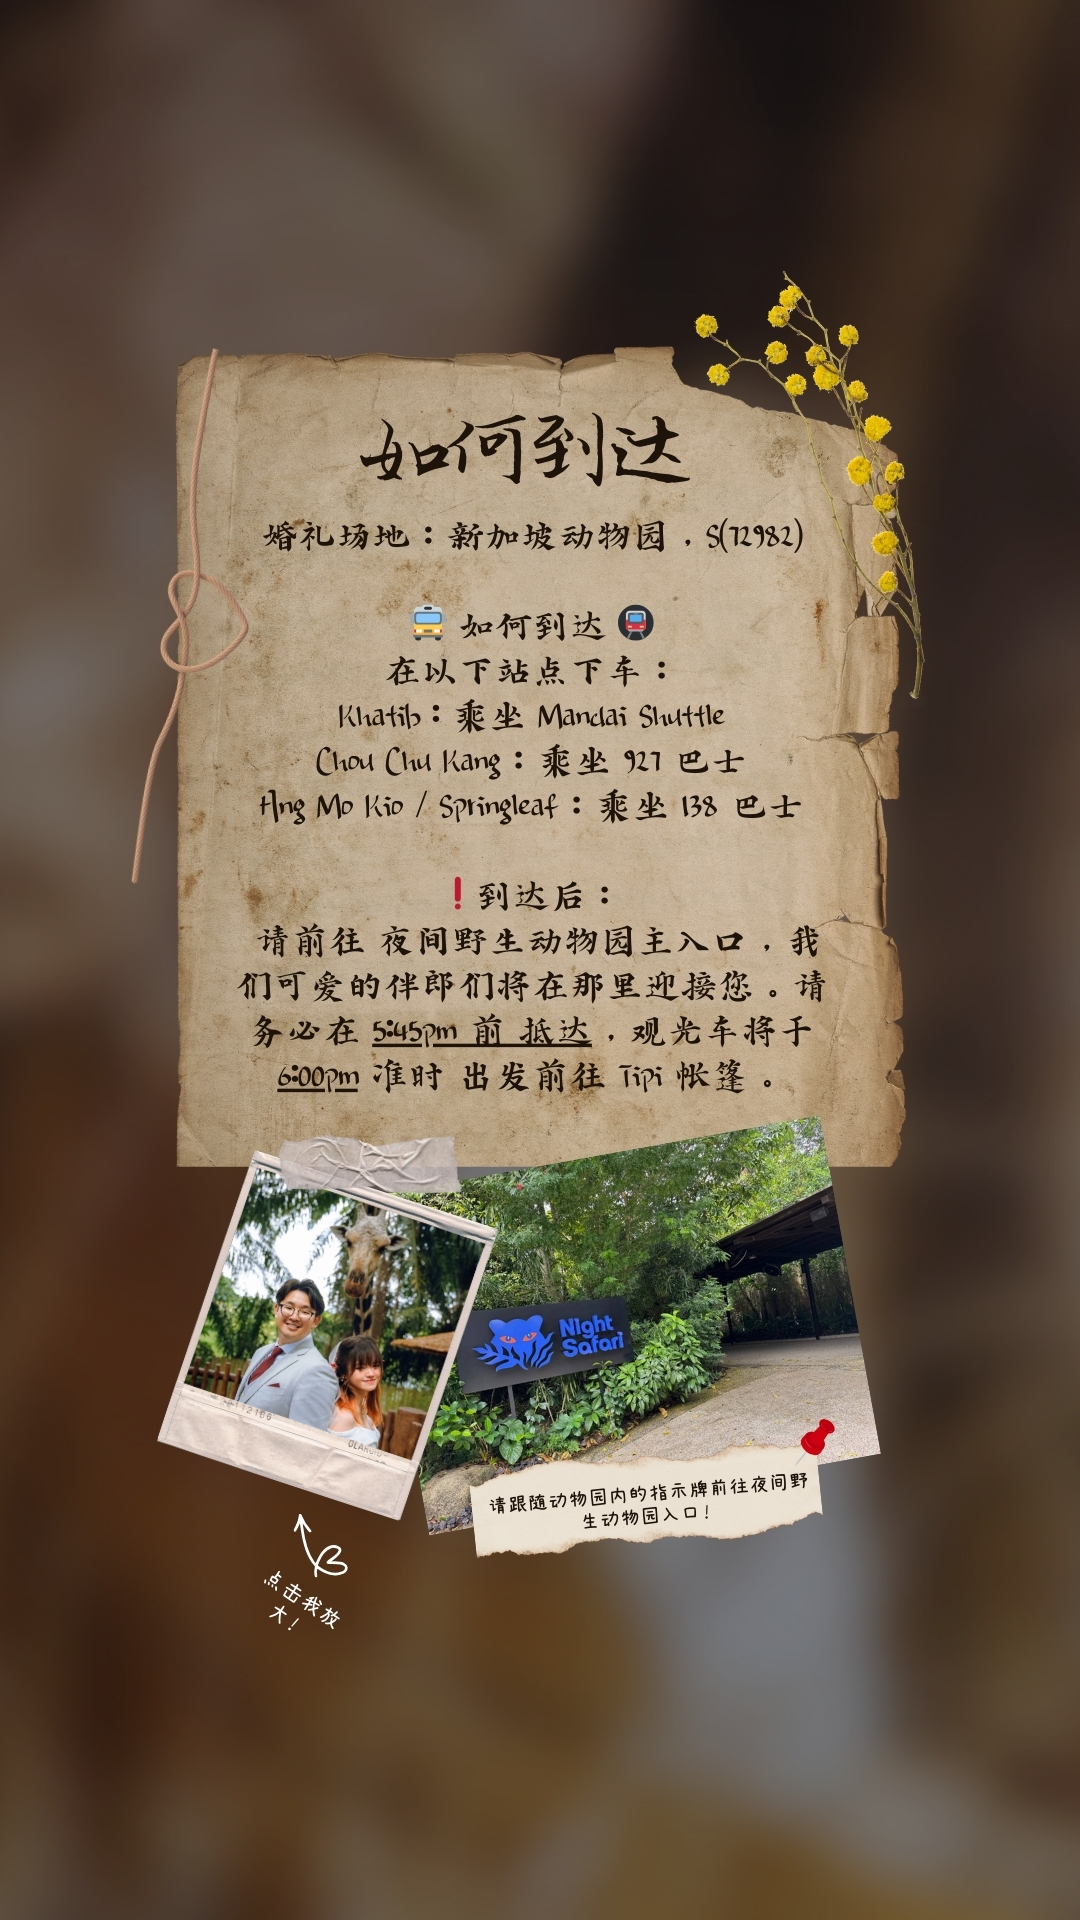 如何到达
婚礼场地：新加坡动物园，S(72982)
如何到达
在以下站点下车：
Khatib：乘坐 Mandai Shuttle
Chou Chu Kang：乘坐 927 巴士
Ang Mo Kio / Springleaf：乘坐 138 巴士
❗到达后：
请前往 夜间野生动物园主入口，我
们可爱的伴郎们将在那里迎接您。请
务必在 5:45pm 前 抵达，观光车将于
6:00pm 准时 出发前往 Tipi 帐篷。
Night
Safari
请跟随动物园内的指示牌前往夜间野
生动物园入口！
点击我放
大！